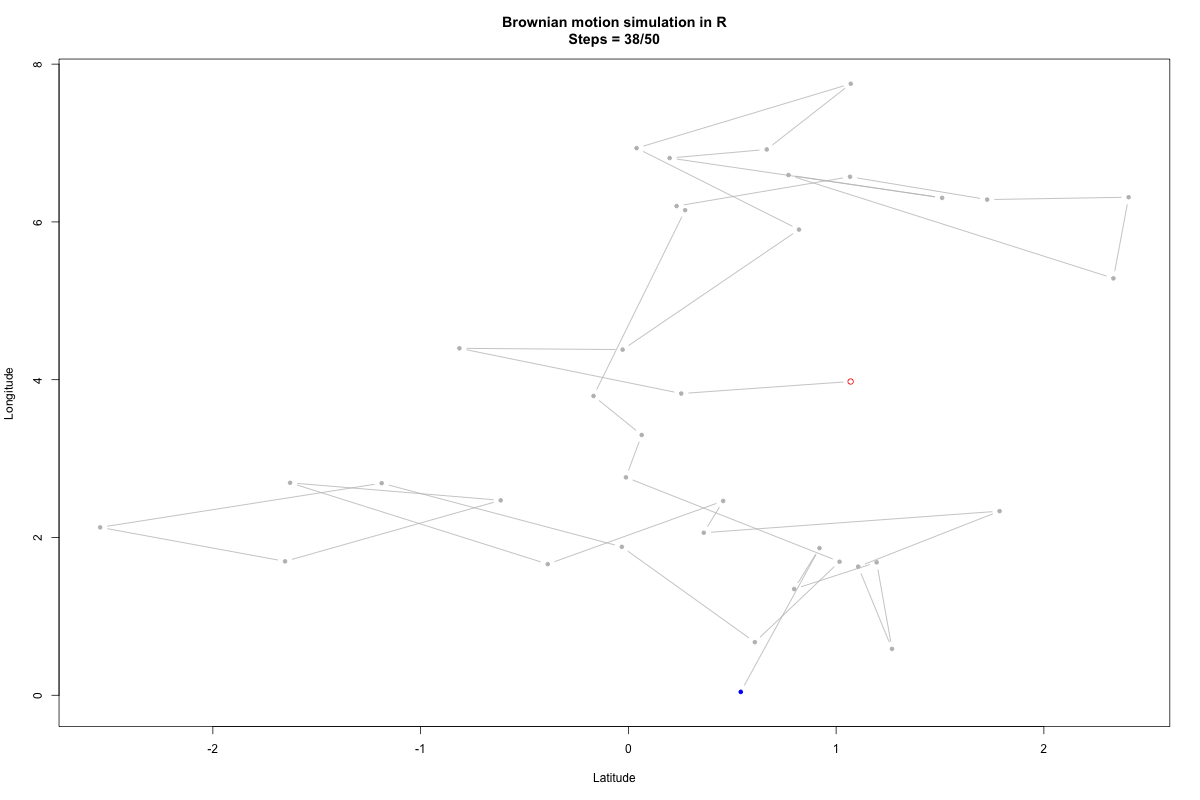 Brownian motion simulation in R
Steps = 38/50
Longitude
8
6
4
2
0
-2 -1 0 1 2
Latitude